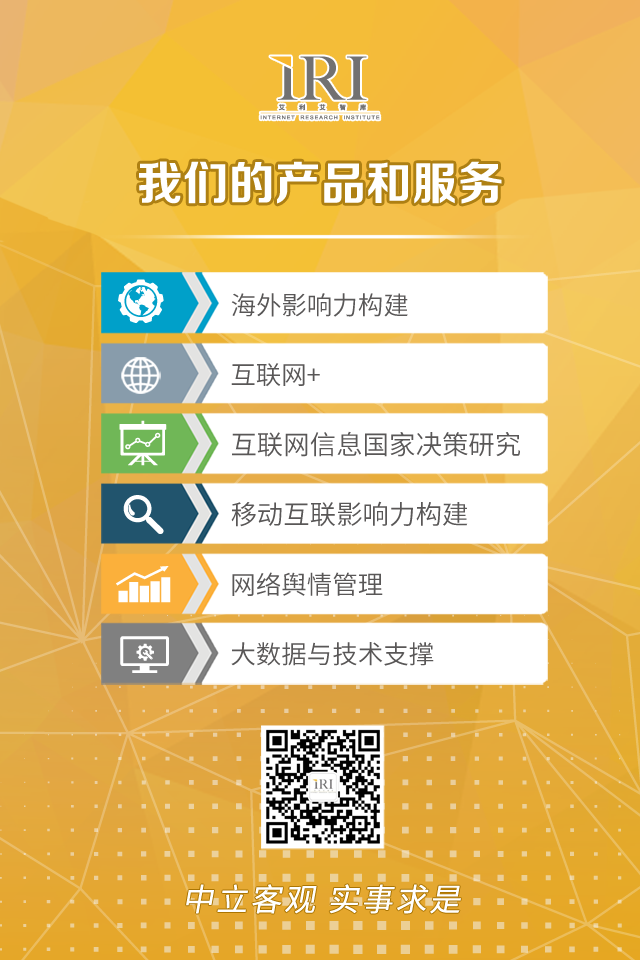 iRI
艾利艾智库
INTERNET RESEARCH INSTITUTE
我们的产品和服务
海外影响力构建
互联网+
互联网信息国家决策研究
移动互联影响力构建
网络舆情管理
大数据与技术支撑
iRI
中立客观 实事求是